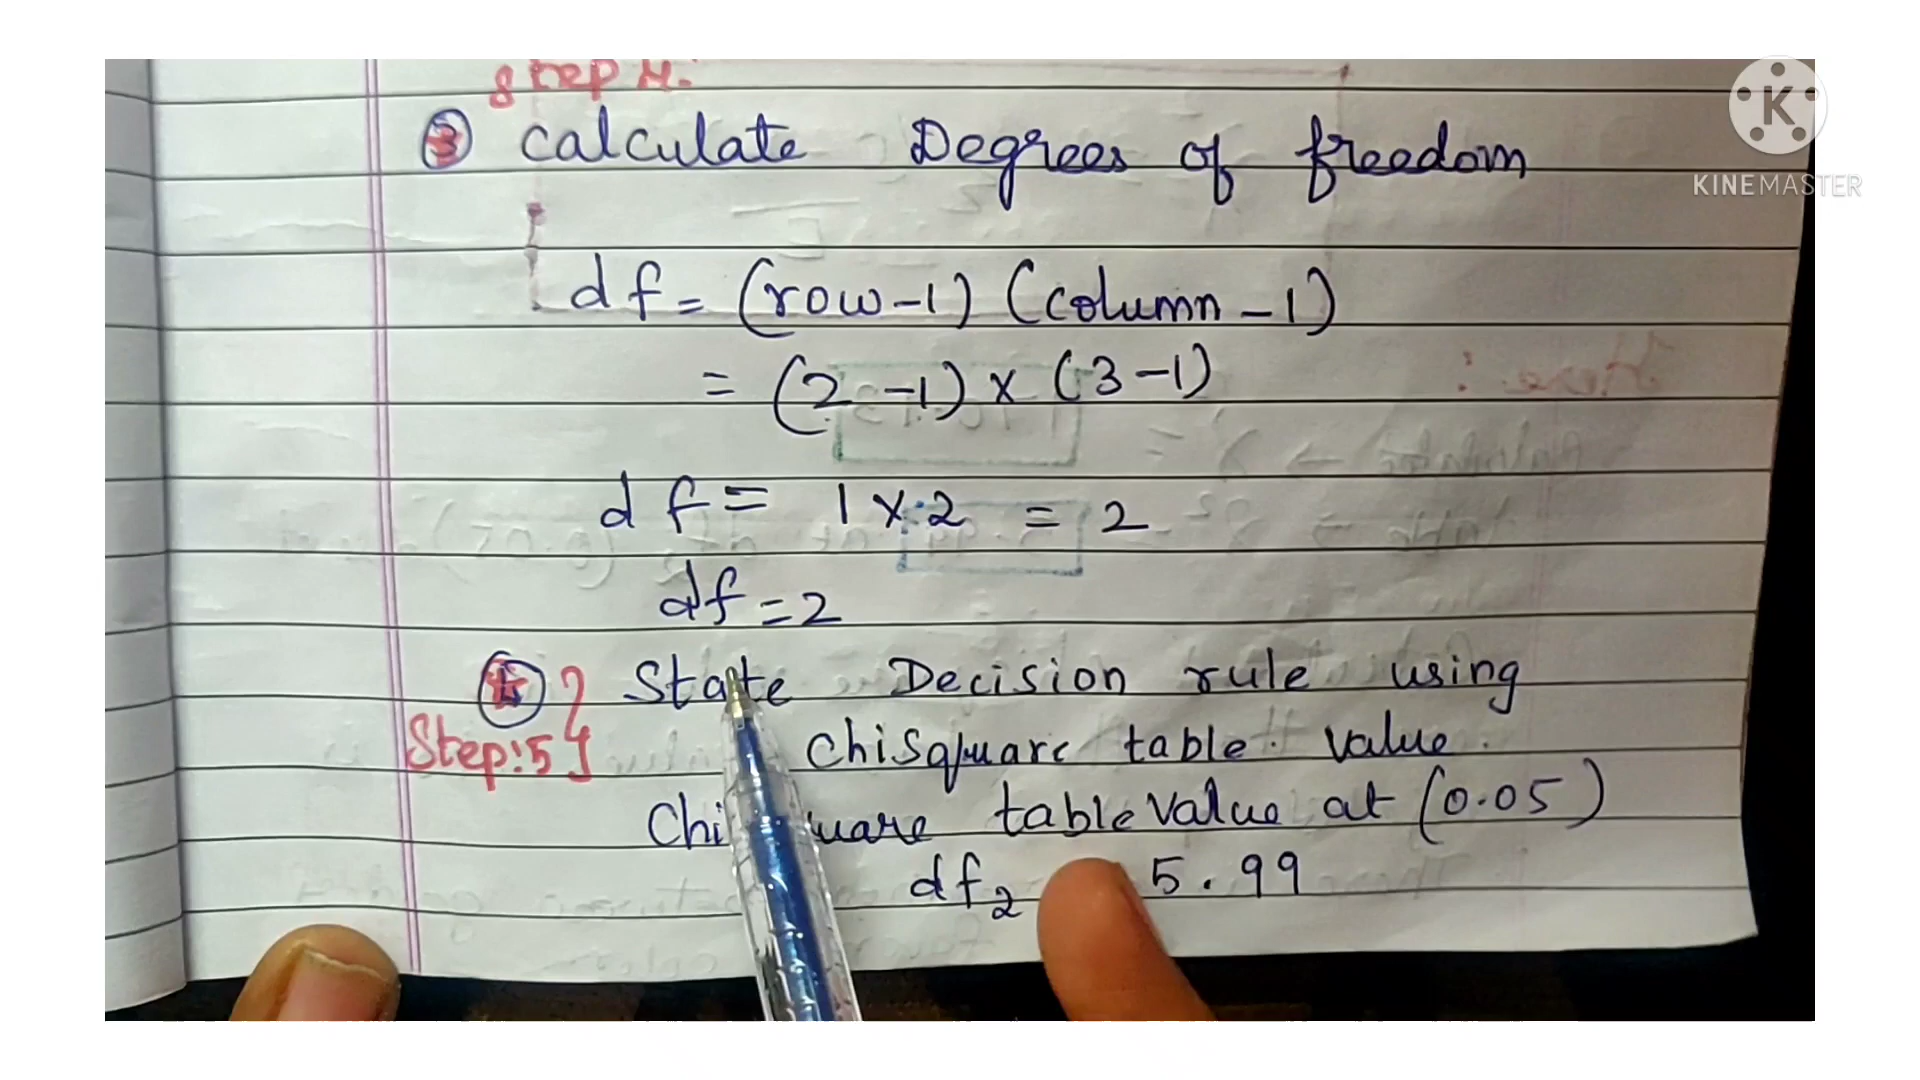 Step 4:
③ Calculate Degrees of freedom
df = (row-1) (column-1)
= (2-1) x (3-1)
df = 1 x 2 = 2
df = 2
State Decision rule using
Step:5
Chisquare table value.
table value at (0.05)
df2 5.99
K
KINEMASTER